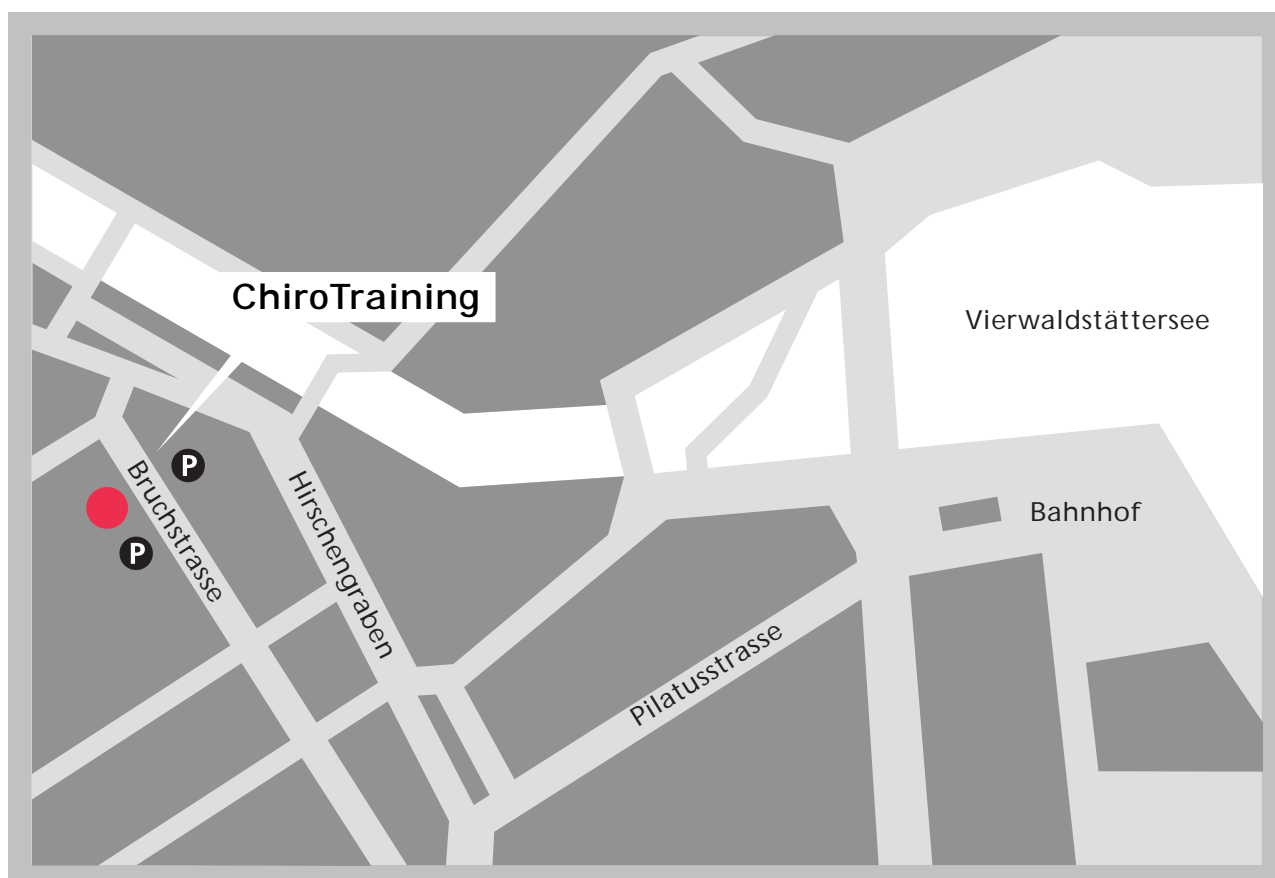 ChiroTraining
Vierwaldstättersee
P
Bruchstrasse
Hirschengraben
Bahnhof
P
Pilatusstrasse